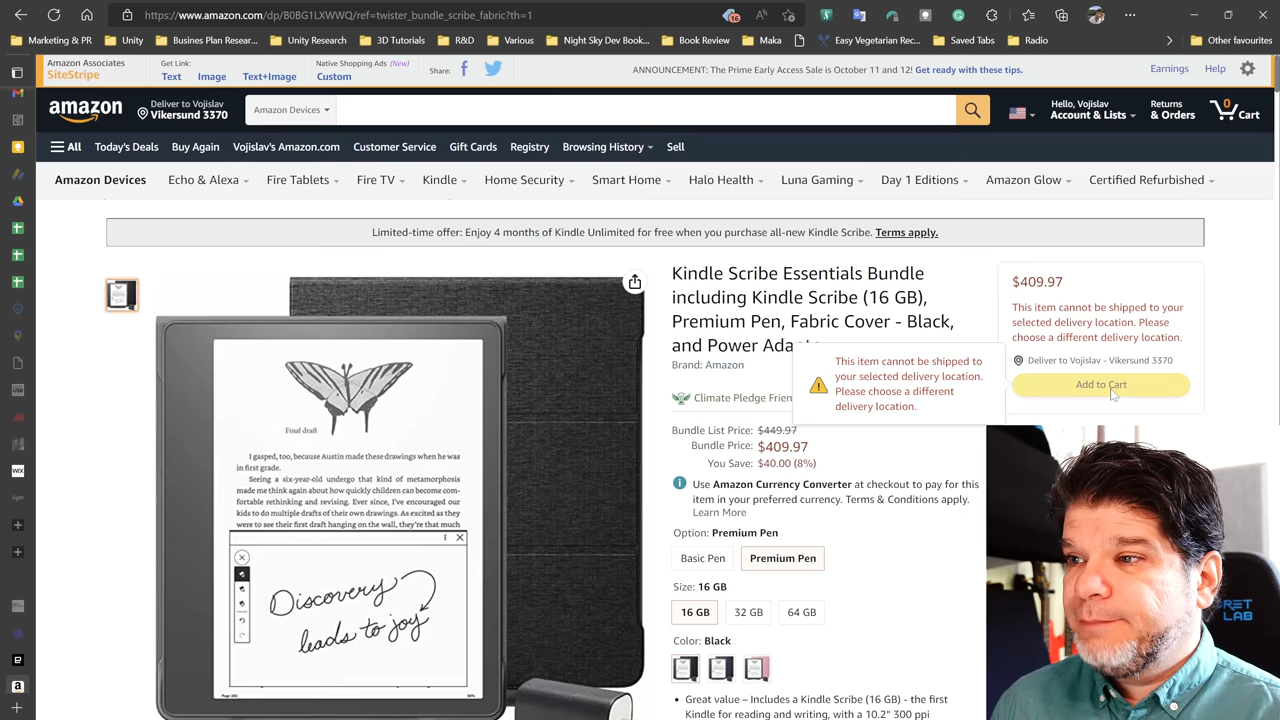 https://www.amazon.com/dp/B0BG1LXWWQ/ref=twister_bundle_scribe_fabric?th=1
16
Marketing & PR
Unity
Busines Plan Resear...
Unity Research
3D Tutorials
R&D
Various
Night Sky Dev Book...
Book Review
Maka
Easy Vegetarian Rec...
Saved Tabs
Radio
Other favourites
Amazon Associates
SiteStripe
Get Link:
Text Image Text+Image
Native Shopping Ads (New)
Custom
Share:
ANNOUNCEMENT: The Prime Early Access Sale is October 11 and 12! Get ready with these tips.
Earnings
Help
amazon
Deliver to Vojislav
Vikersund 3370
Amazon Devices
Hello, Vojislav
Account & Lists
Returns
& Orders
0
Cart
All
Today's Deals
Buy Again
Vojislav's Amazon.com
Customer Service
Gift Cards
Registry
Browsing History
Sell
Amazon Devices
Echo & Alexa
Fire Tablets
Fire TV
Kindle
Home Security
Smart Home
Halo Health
Luna Gaming
Day 1 Editions
Amazon Glow
Certified Refurbished
Limited-time offer: Enjoy 4 months of Kindle Unlimited for free when you purchase all-new Kindle Scribe. Terms apply.
Final draft
I gasped, too, because Austin made these drawings when he was
in first grade.
Seeing a six-year-old undergo that kind of metamorphosis
made me think again about how quickly children can become com-
fortable rethinking and revising. Ever since, I've encouraged our
kids to do multiple drafts of their own drawings. As excited as they
were to see their first draft hanging on the wall, they're that much
Discovery
leads to joy
Kindle Scribe Essentials Bundle
including Kindle Scribe (16 GB),
Premium Pen, Fabric Cover - Black,
and Power Adapte
Brand: Amazon
Climate Pledge Frien
Bundle List Price: $449.97
Bundle Price: $409.97
You Save: $40.00 (8%)
Use Amazon Currency Converter at checkout to pay for this
item in your preferred currency. Terms & Conditions apply.
Learn More
Option: Premium Pen
Basic Pen
Premium Pen
Size: 16 GB
16 GB
32 GB
64 GB
Color: Black
Great value – Includes a Kindle Scribe (16 GB) - the first
Kindle for reading and writing, with a 10.2" 300 ppi
This item cannot be shipped to
your selected delivery location.
Please choose a different
delivery location.
$409.97
This item cannot be shipped to your
selected delivery location. Please
choose a different delivery location.
Deliver to Vojislav - Vikersund 3370
Add to Cart
RET
LAB
WIX